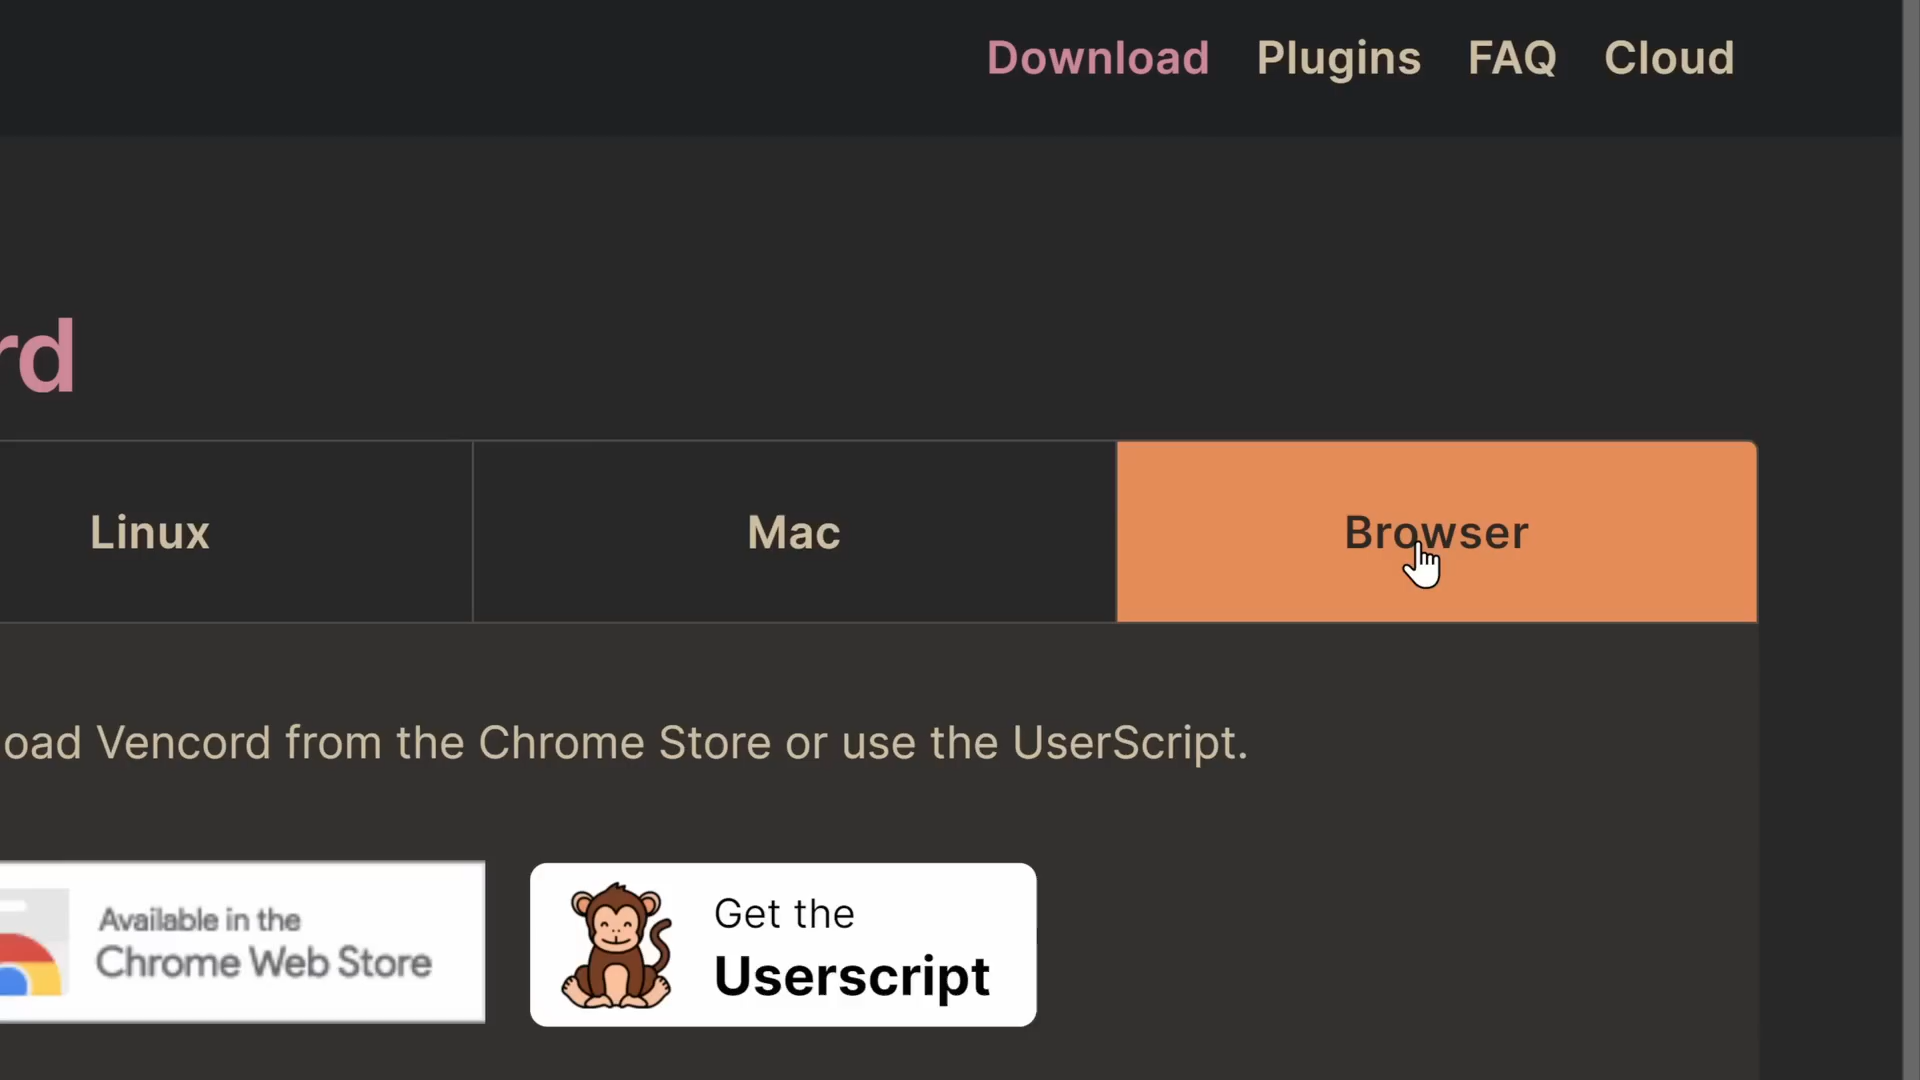 Download Plugins FAQ Cloud
rd
Linux Mac Browser
oad Vencord from the Chrome Store or use the UserScript.
Available in the
Chrome Web Store
Get the
Userscript